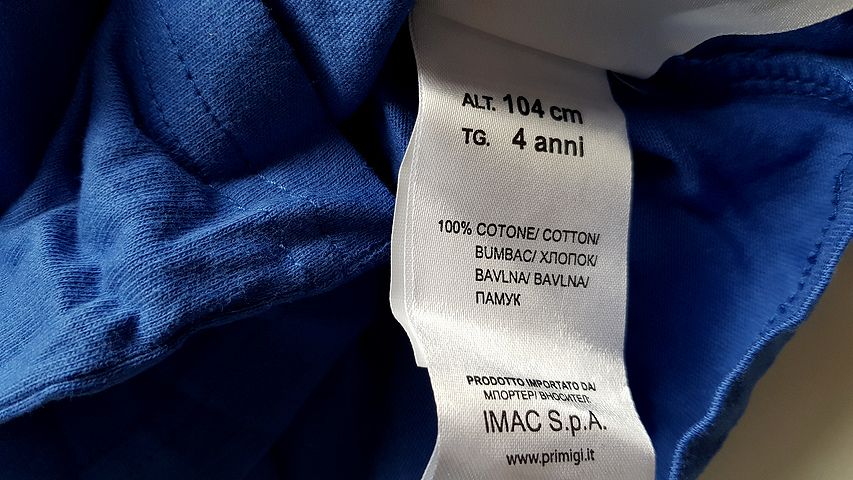 ALT. 104 cm
TG. 4 anni
100% COTONE/ COTTON/
BUMBAC/ ХЛОПОК/
BAVLNA/ BAVLNA/
ПАМУК
PRODOTTO IMPORTATO DA/
МПОРТЕР/ ВНОСИТЕЛ:
IMAC S.p.A.
www.primigi.it